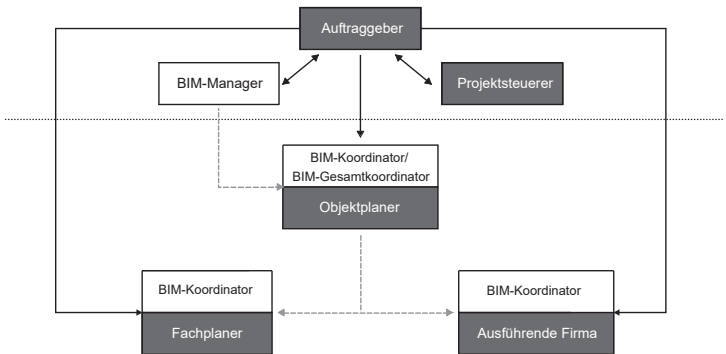 Auftraggeber
BIM-Manager
Projektsteuerer
BIM-Koordinator/
BIM-Gesamtkoordinator
Objektplaner
BIM-Koordinator
Fachplaner
BIM-Koordinator
Ausführende Firma